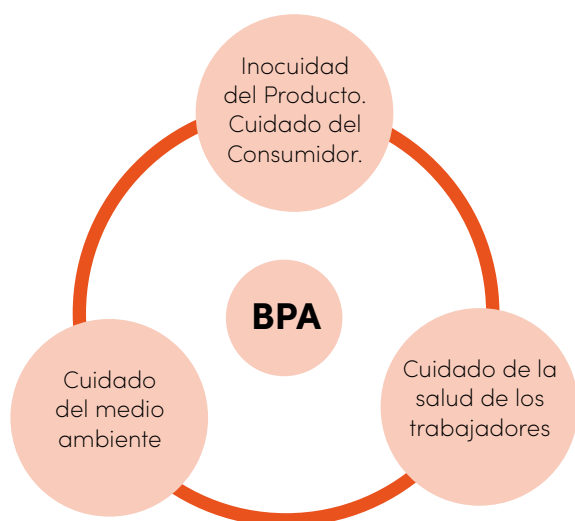 Inocuidad
del Producto.
Cuidado del
Consumidor.
BPA
Cuidado
del medio
ambiente
Cuidado de la
salud de los
trabajadores